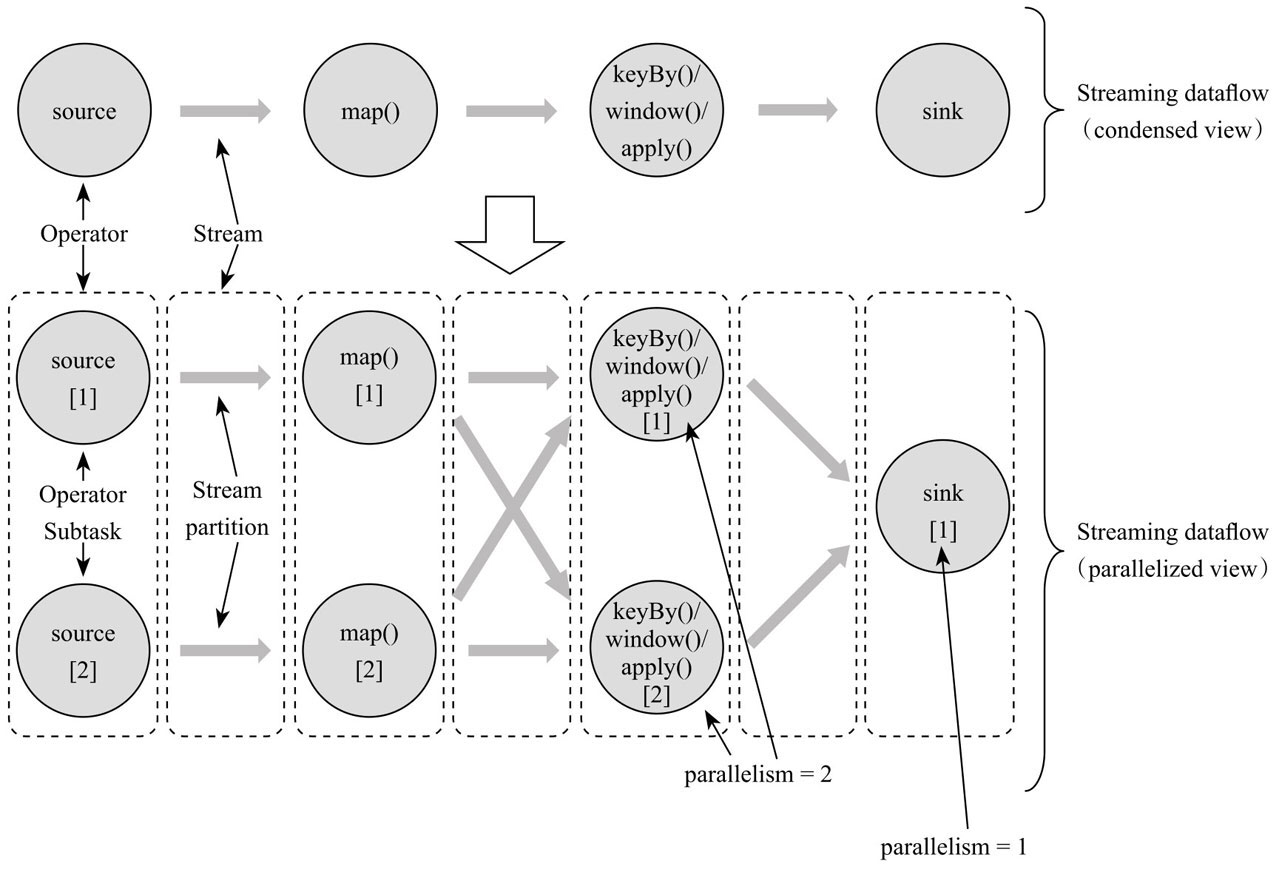 source
map()
keyBy()/
window()/
apply()
sink
Streaming dataflow
（condensed view）
Operator
Stream
source
[1]
map()
[1]
keyBy()/
window()/
apply()
[1]
Operator
Subtask
Stream
partition
sink
[1]
Streaming dataflow
（parallelized view）
source
[2]
map()
[2]
keyBy()/
window()/
apply()
[2]
parallelism = 2
parallelism = 1